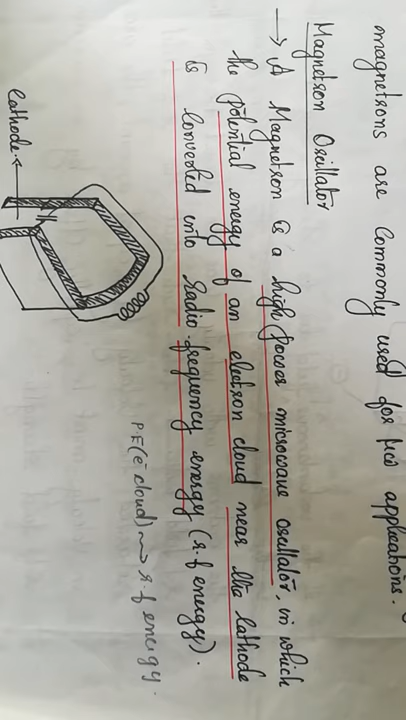 magnetrons are commonly used for MW applications.
Magnetron Oscillator
→ A Magnetron is a high power microwave oscillator, in which
the potential energy of an electron cloud near the cathode
is converted into Radio-frequency energy (r.f energy).
P.E(e⁻ cloud) → r.f energy.
Cathode